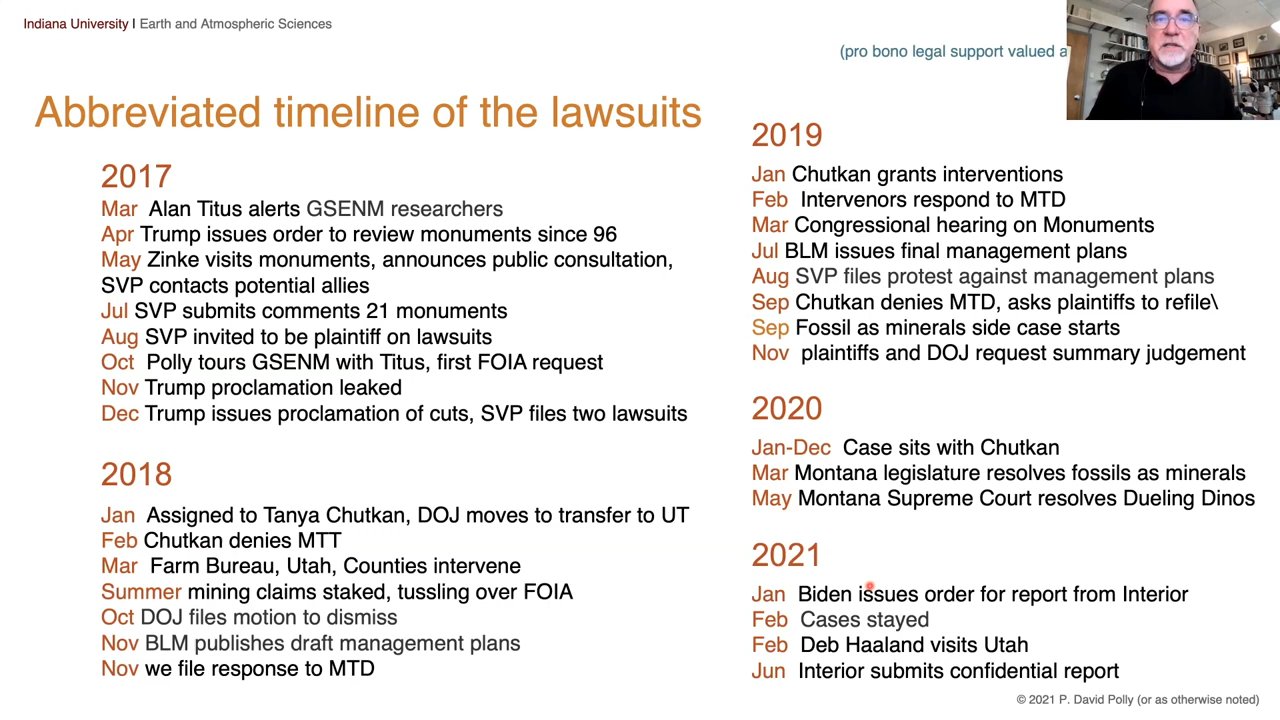 Indiana University I Earth and Atmospheric Sciences
(pro bono legal support valued a
Abbreviated timeline of the lawsuits
2017
Mar Alan Titus alerts GSENM researchers
Apr Trump issues order to review monuments since 96
May Zinke visits monuments, announces public consultation,
SVP contacts potential allies
Jul SVP submits comments 21 monuments
Aug SVP invited to be plaintiff on lawsuits
Oct Polly tours GSENM with Titus, first FOIA request
Nov Trump proclamation leaked
Dec Trump issues proclamation of cuts, SVP files two lawsuits
2018
Jan Assigned to Tanya Chutkan, DOJ moves to transfer to UT
Feb Chutkan denies MTT
Mar Farm Bureau, Utah, Counties intervene
Summer mining claims staked, tussling over FOIA
Oct DOJ files motion to dismiss
Nov BLM publishes draft management plans
Nov we file response to MTD
2019
Jan Chutkan grants interventions
Feb Intervenors respond to MTD
Mar Congressional hearing on Monuments
Jul BLM issues final management plans
Aug SVP files protest against management plans
Sep Chutkan denies MTD, asks plaintiffs to refile\
Sep Fossil as minerals side case starts
Nov plaintiffs and DOJ request summary judgement
2020
Jan-Dec Case sits with Chutkan
Mar Montana legislature resolves fossils as minerals
May Montana Supreme Court resolves Dueling Dinos
2021
Jan Biden issues order for report from Interior
Feb Cases stayed
Feb Deb Haaland visits Utah
Jun Interior submits confidential report
© 2021 P. David Polly (or as otherwise noted)